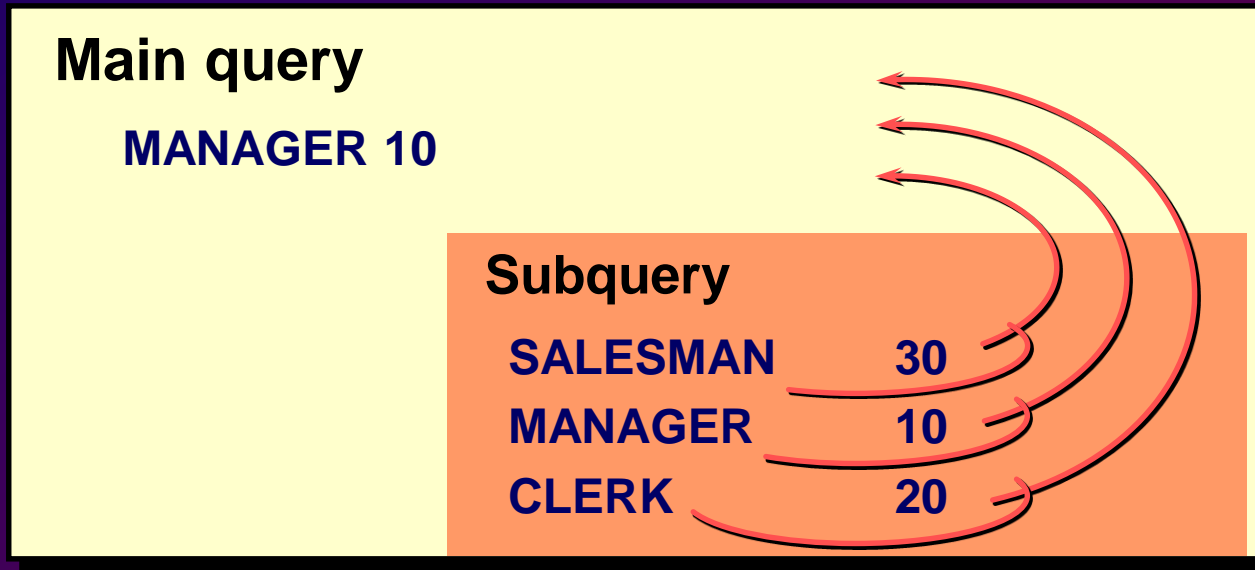 Main query
MANAGER 10
Subquery
SALESMAN 30
MANAGER 10
CLERK 20